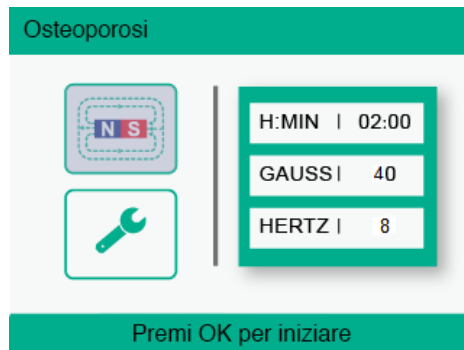 Osteoporosi
N S
H:MIN | 02:00
GAUSS | 40
HERTZ | 8
Premi OK per iniziare